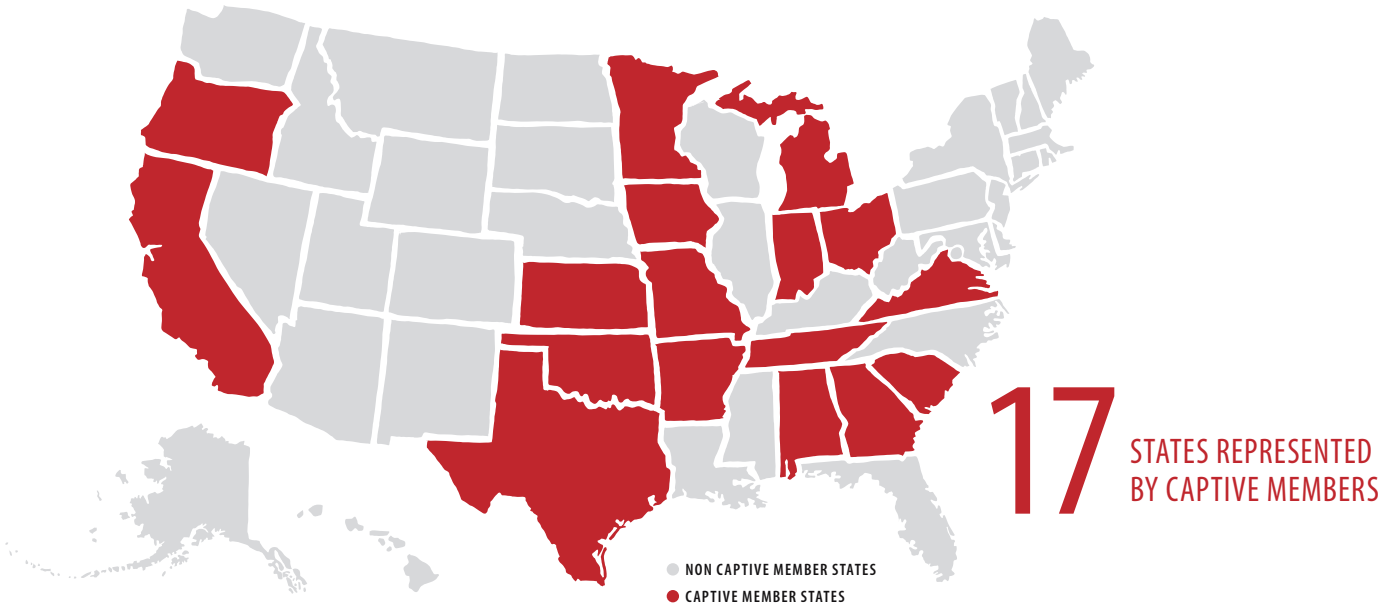 17
STATES REPRESENTED
BY CAPTIVE MEMBERS
NON CAPTIVE MEMBER STATES
CAPTIVE MEMBER STATES